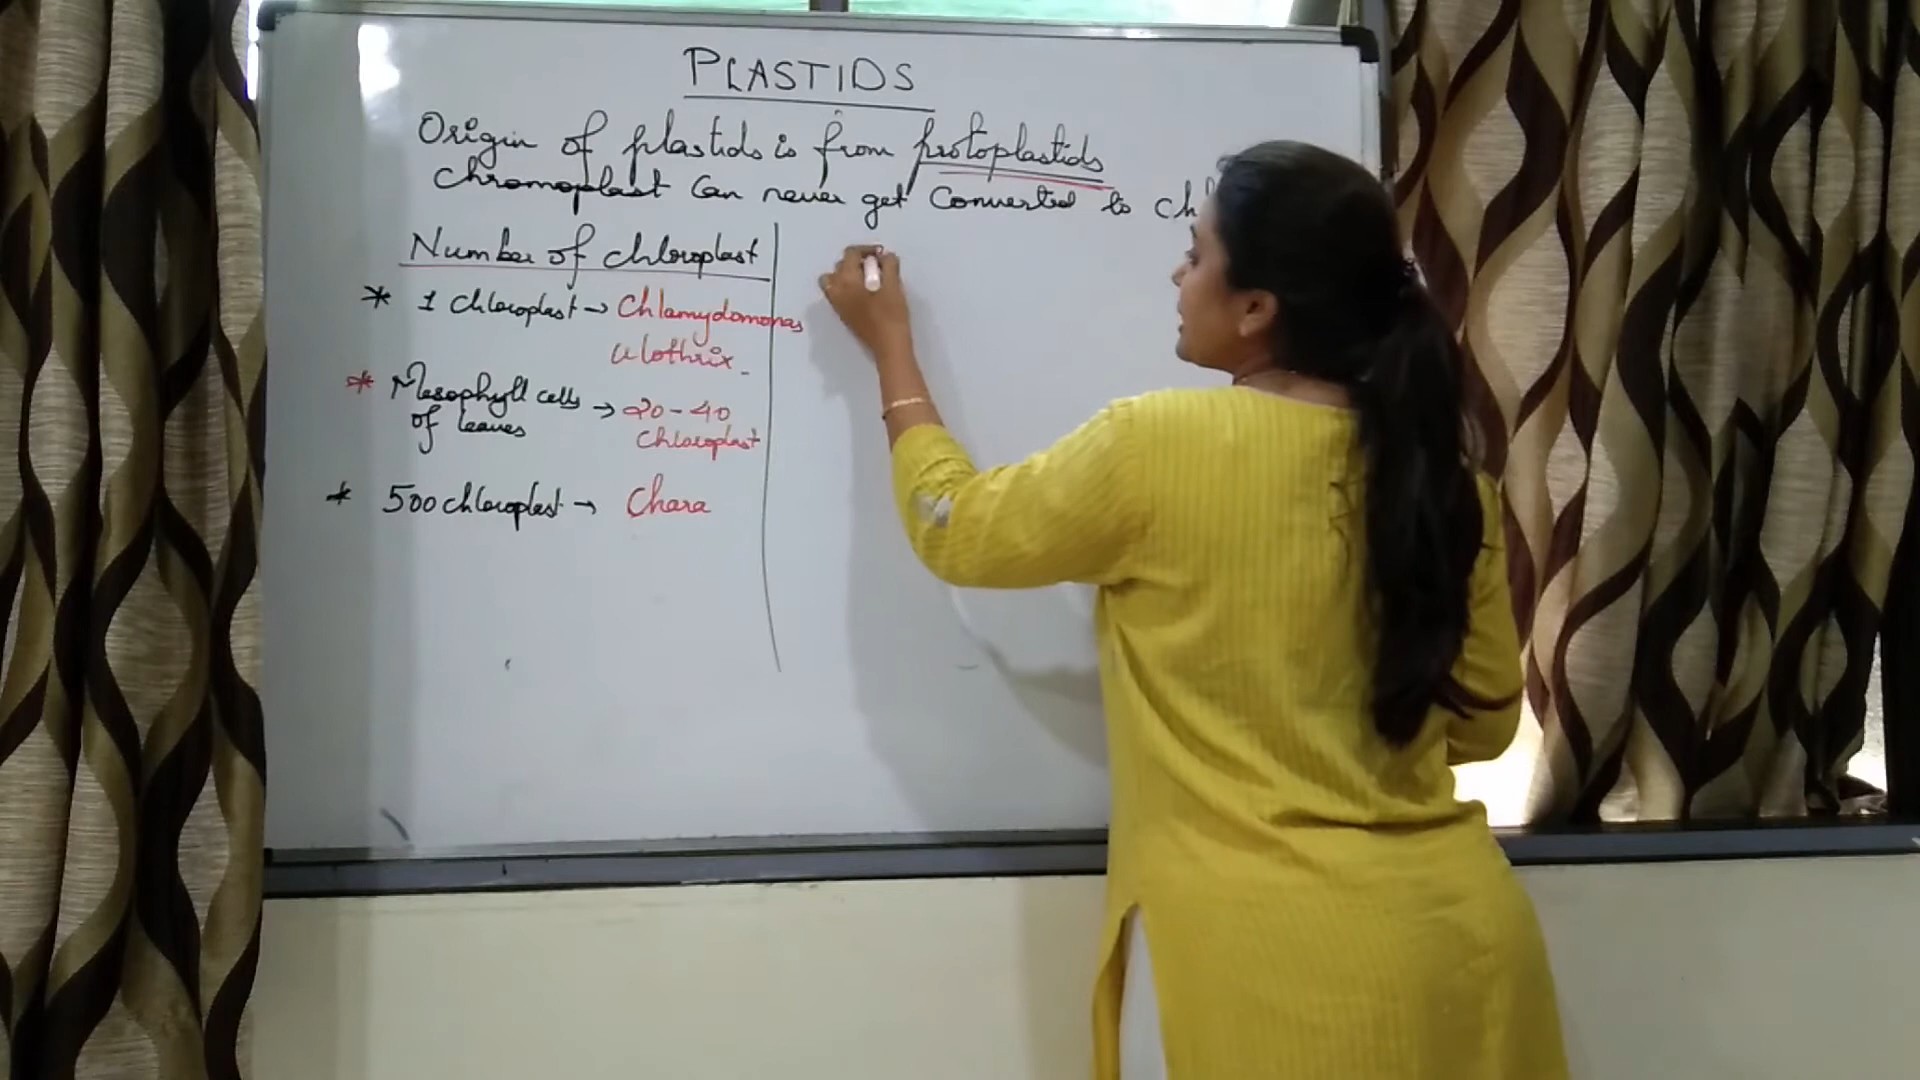 PLASTIDS
Origin of plastids is from protoplastids
Chromoplast Can never get Converted to
Number of chloroplast
* 1 Chloroplast → Chlamydomonas
Ulothrix
* Mesophyll cells → 20-40
of leaves Chloroplast
* 500 chloroplast → Chara